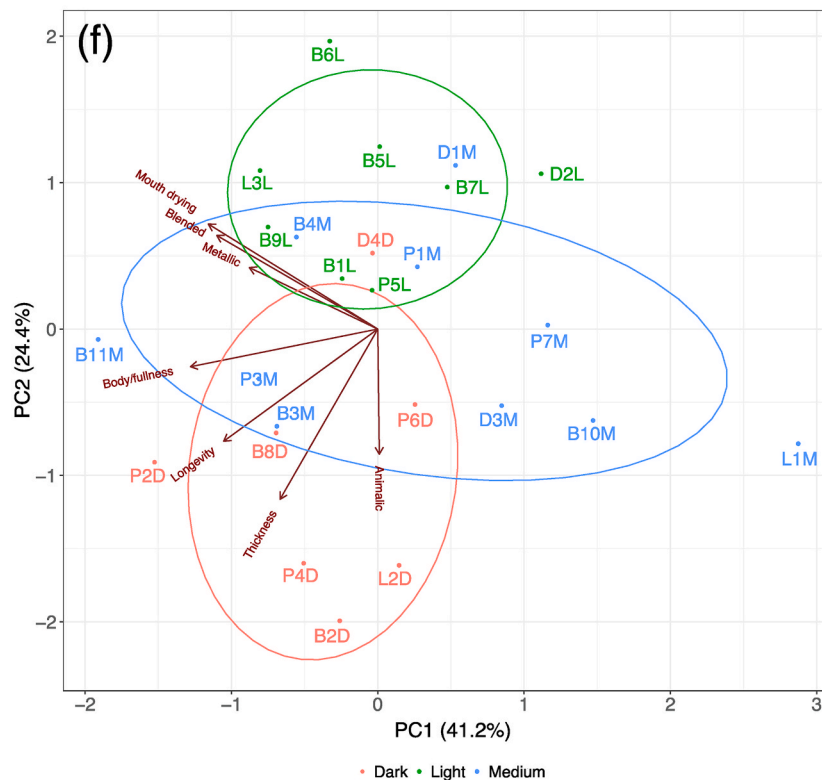 (f)
2
B6L
B5L
D1M
L3L
B7L
D2L
Mouth drying
1
Blended
B9L
B4M
D4D
P1M
Metallic
B1L
P5L
0
B11M
P7M
Body/fullness
P3M
B3M
P6D
D3M
B10M
B8D
L1M
P2D
Longevity
Animalic
−1
Thickness
P4D
L2D
B2D
−2
PC2 (24.4%)
−2 −1 0 1 2 3
PC1 (41.2%)
Dark Light Medium